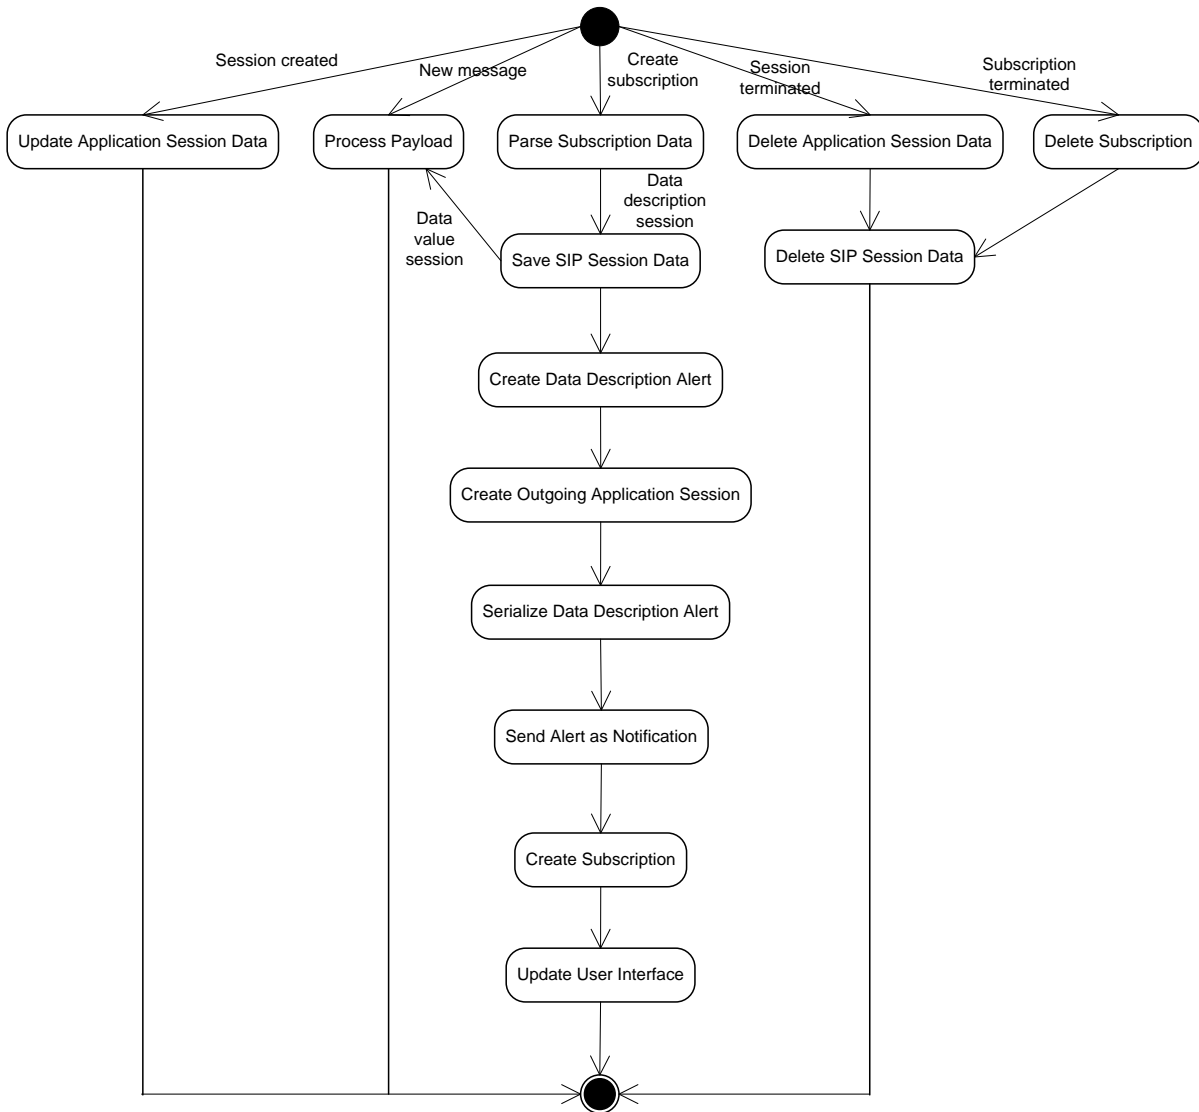 Session created
New message
Create
subscription
Session
terminated
Subscription
terminated
Update Application Session Data
Process Payload
Parse Subscription Data
Delete Application Session Data
Delete Subscription
Data
description
session
Data
value
session
Save SIP Session Data
Delete SIP Session Data
Create Data Description Alert
Create Outgoing Application Session
Serialize Data Description Alert
Send Alert as Notification
Create Subscription
Update User Interface